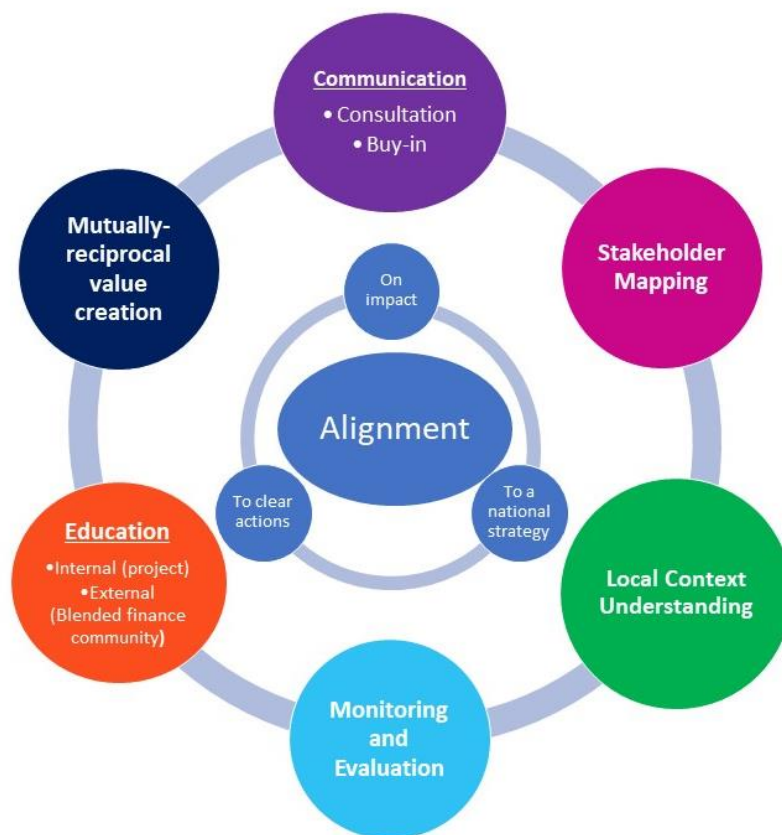 Communication
• Consultation
• Buy-in
Stakeholder
Mapping
Local Context
Understanding
Monitoring
and
Evaluation
Education
•Internal (project)
•External
(Blended finance
community)
Mutually-
reciprocal
value
creation
On
impact
Alignment
To clear
actions
To a
national
strategy